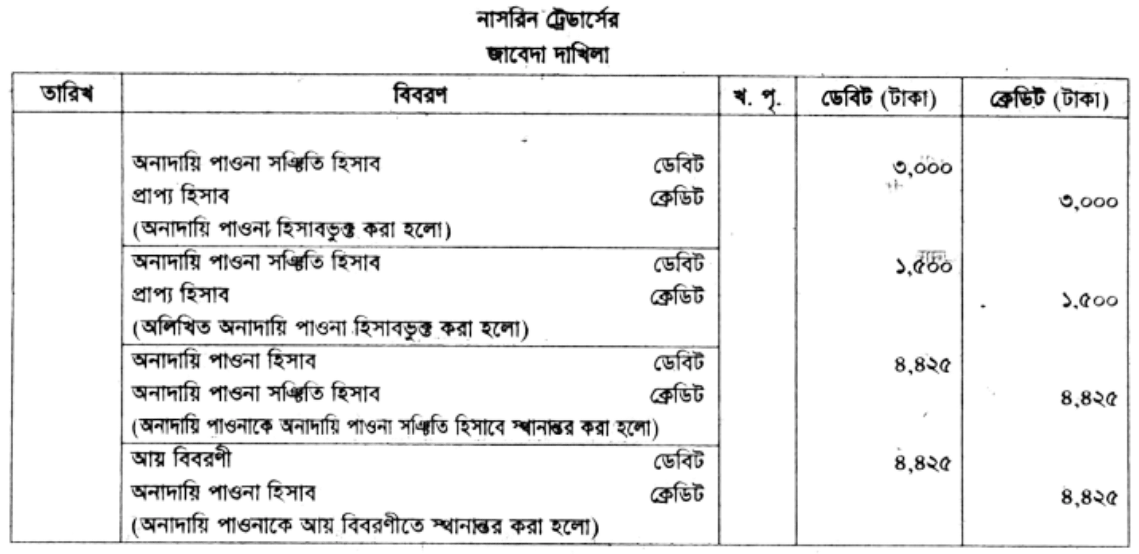 নাসরিন ট্রেডার্সের
জাবেদা দাখিলা
তারিখ বিবরণ খ. পৃ. ডেবিট (টাকা) ক্রেডিট (টাকা)
অনাদায়ি পাওনা সঞ্চিতি হিসাব ডেবিট ৩,০০০
প্রাপ্য হিসাব ক্রেডিট ৩,০০০
(অনাদায়ি পাওনা হিসাবভুক্ত করা হলো)
অনাদায়ি পাওনা সঞ্চিতি হিসাব ডেবিট ১,৫০০
প্রাপ্য হিসাব ক্রেডিট ১,৫০০
(অলিখিত অনাদায়ি পাওনা হিসাবভুক্ত করা হলো)
অনাদায়ি পাওনা হিসাব ডেবিট ৪,৪২৫
অনাদায়ি পাওনা সঞ্চিতি হিসাব ক্রেডিট ৪,৪২৫
(অনাদায়ি পাওনাকে অনাদায়ি পাওনা সঞ্চিতি হিসাবে স্থানান্তর করা হলো)
আয় বিবরণী ডেবিট ৪,৪২৫
অনাদায়ি পাওনা হিসাব ক্রেডিট ৪,৪২৫
(অনাদায়ি পাওনাকে আয় বিবরণীতে স্থানান্তর করা হলো)